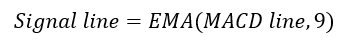 Signal line = EMA(MACD line, 9)